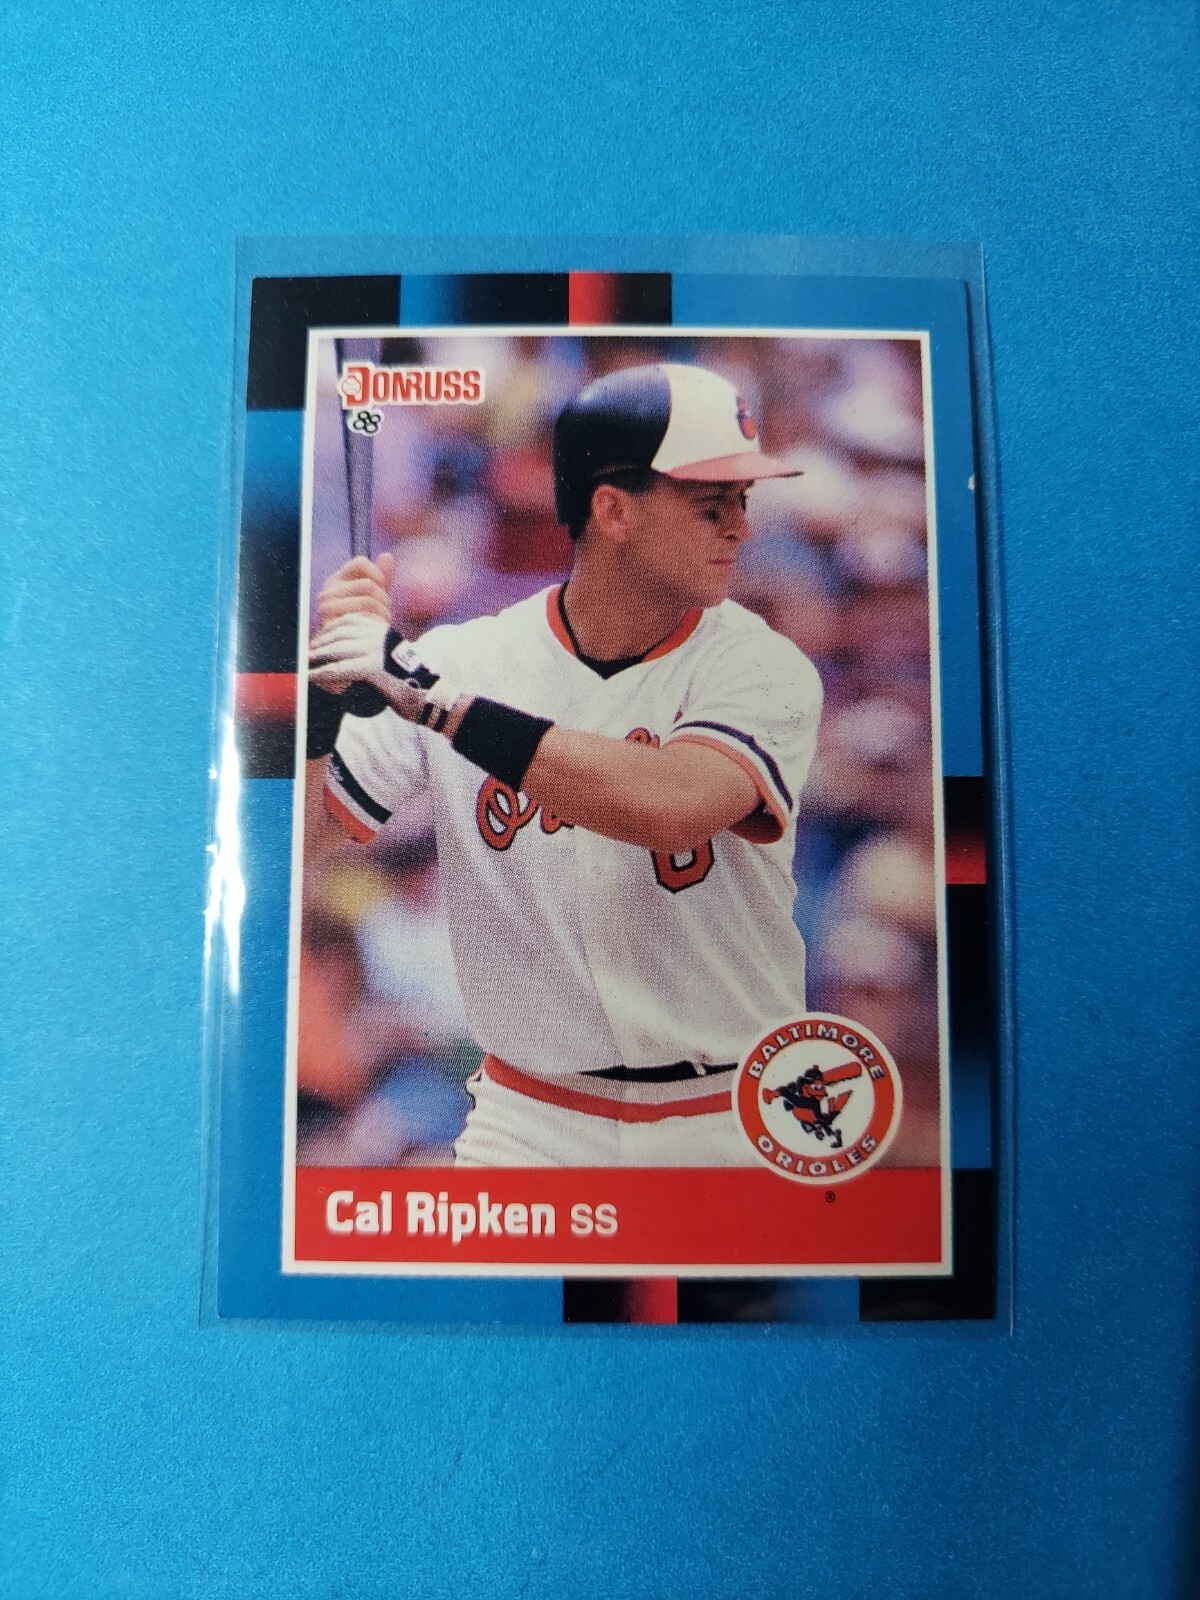 DONRUSS
88
BALTIMORE
ORIOLES
®
Cal Ripken SS